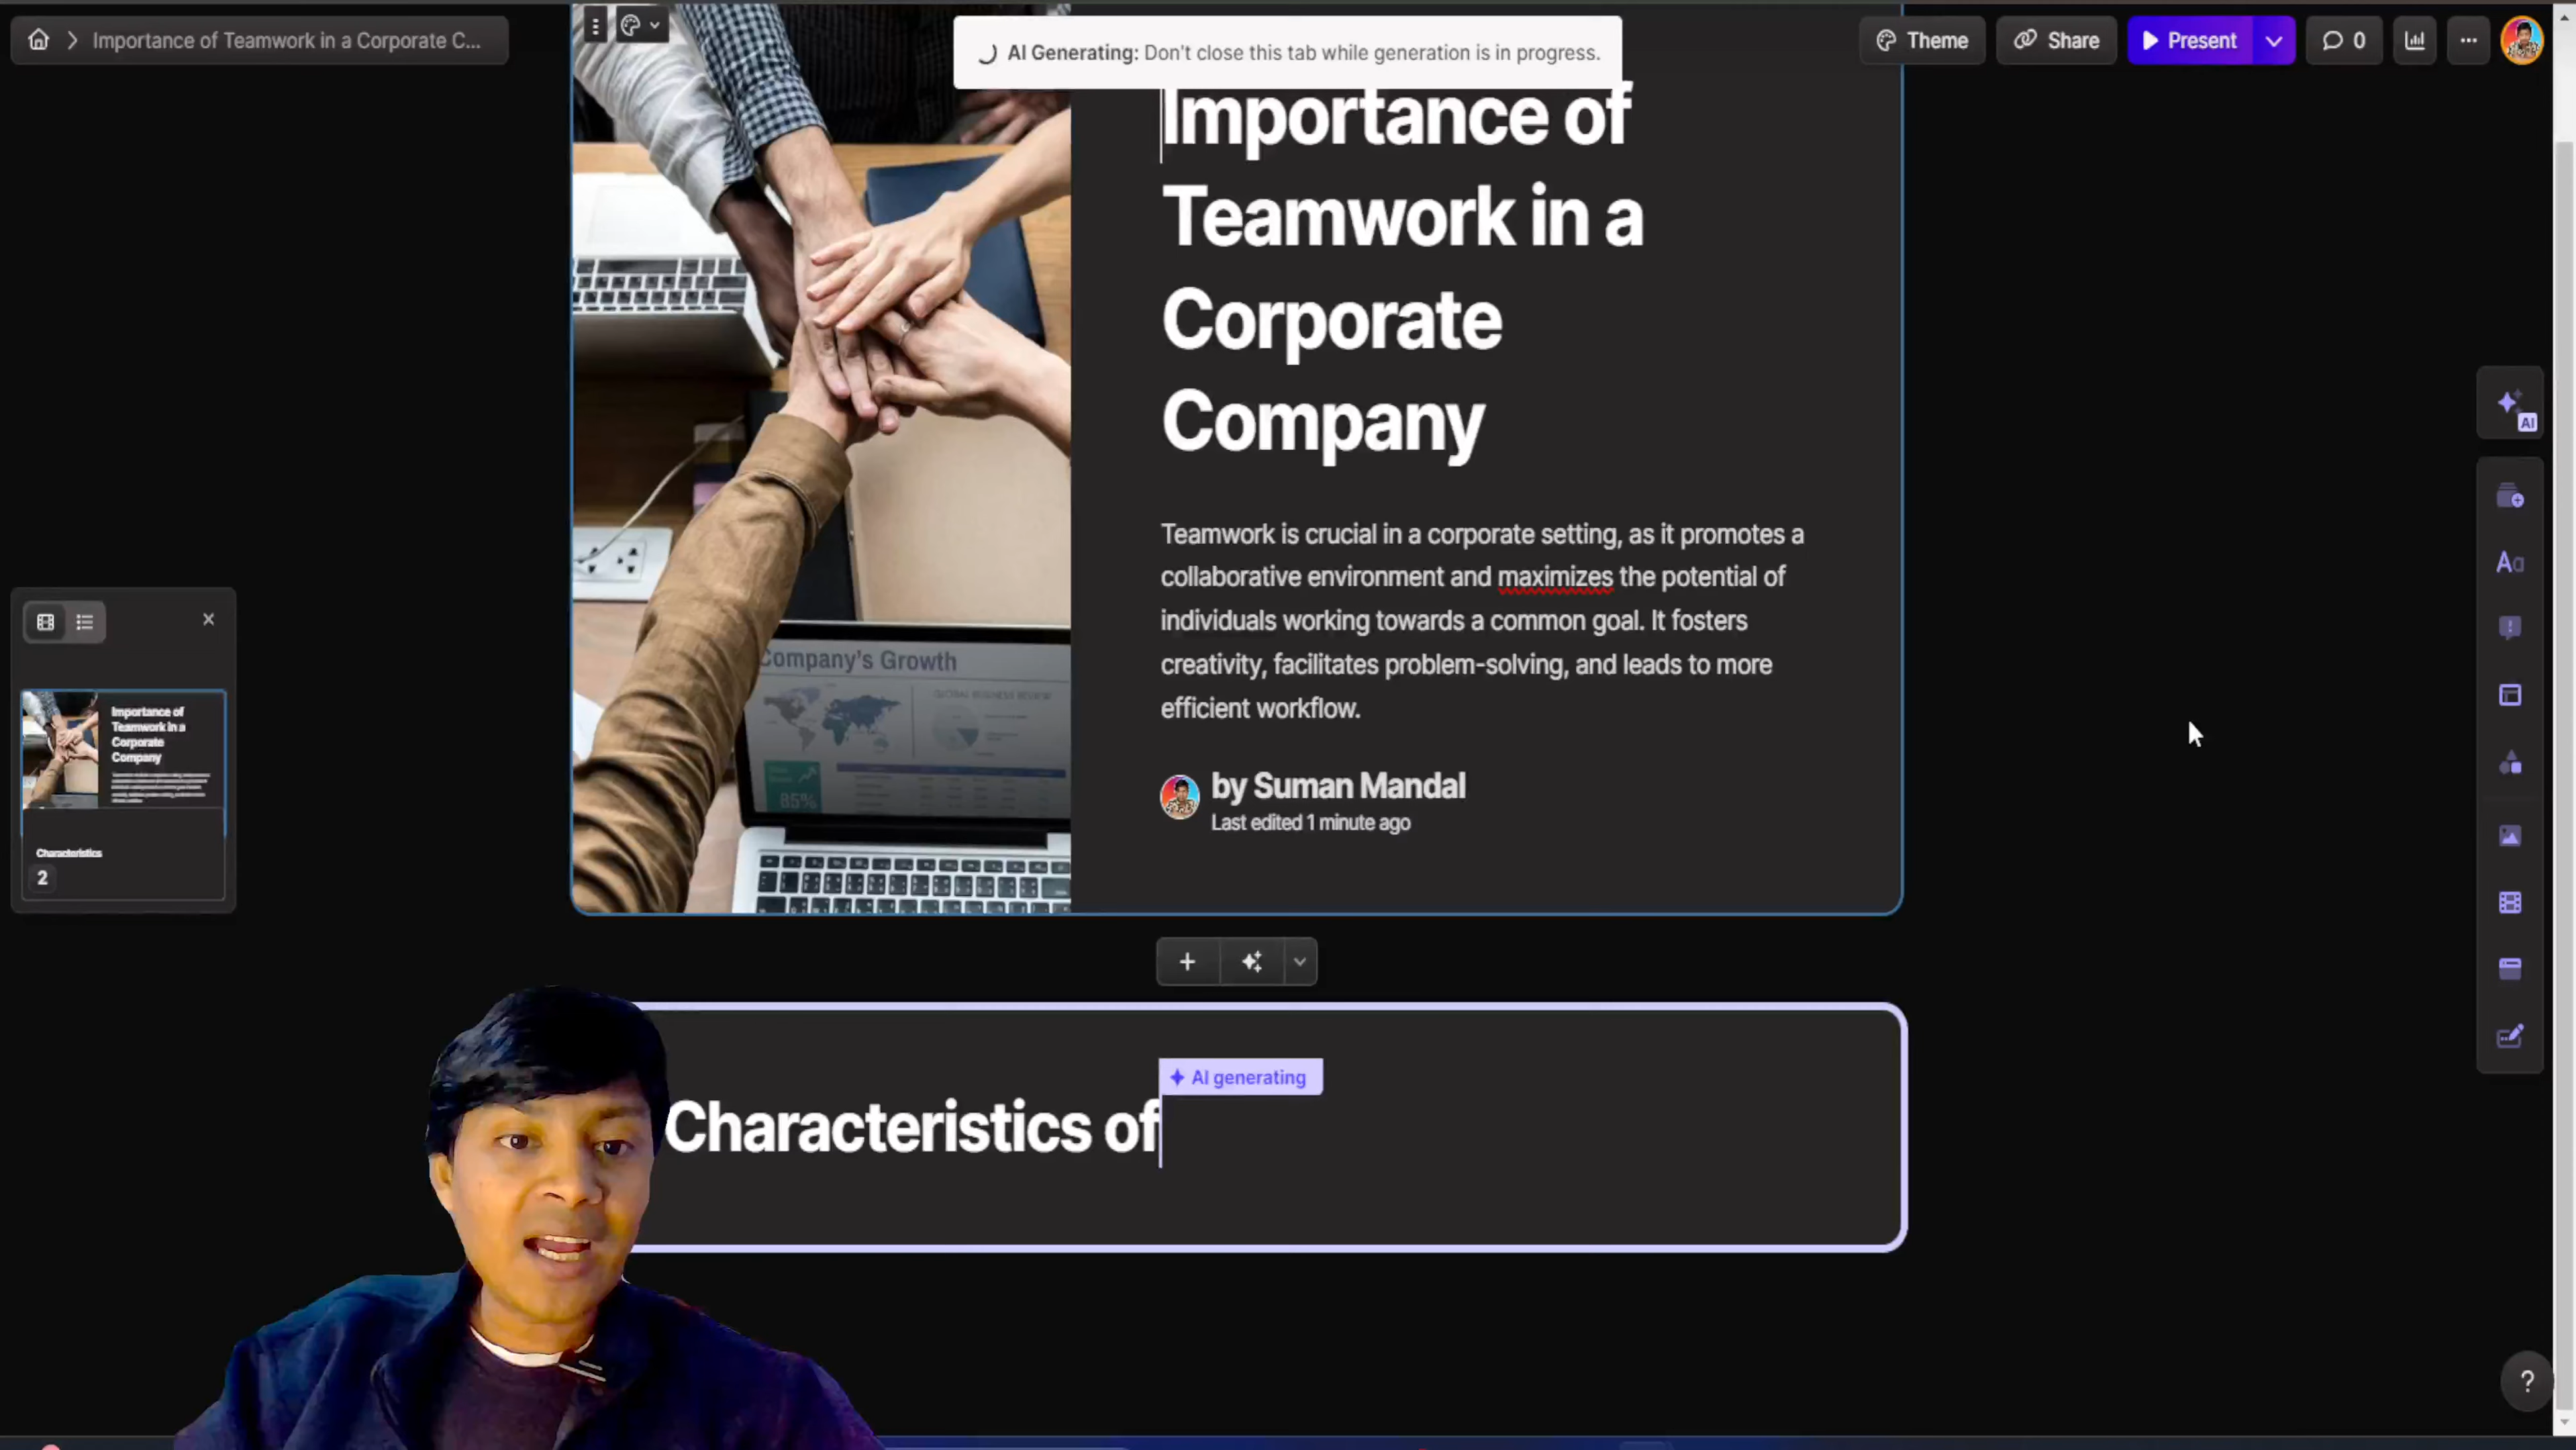 Importance of Teamwork in a Corporate C...
AI Generating: Don't close this tab while generation is in progress.
Theme
Share
Present
0
Importance of
Teamwork in a
Corporate
Company
Teamwork is crucial in a corporate setting, as it promotes a
collaborative environment and maximizes the potential of
individuals working towards a common goal. It fosters
creativity, facilitates problem-solving, and leads to more
efficient workflow.
by Suman Mandal
Last edited 1 minute ago
Company's Growth
GLOBAL BUSINESS REVIEW
85%
AI
Aa
Importance of
Teamwork in a
Corporate
Company
Characteristics
2
AI generating
Characteristics of
?